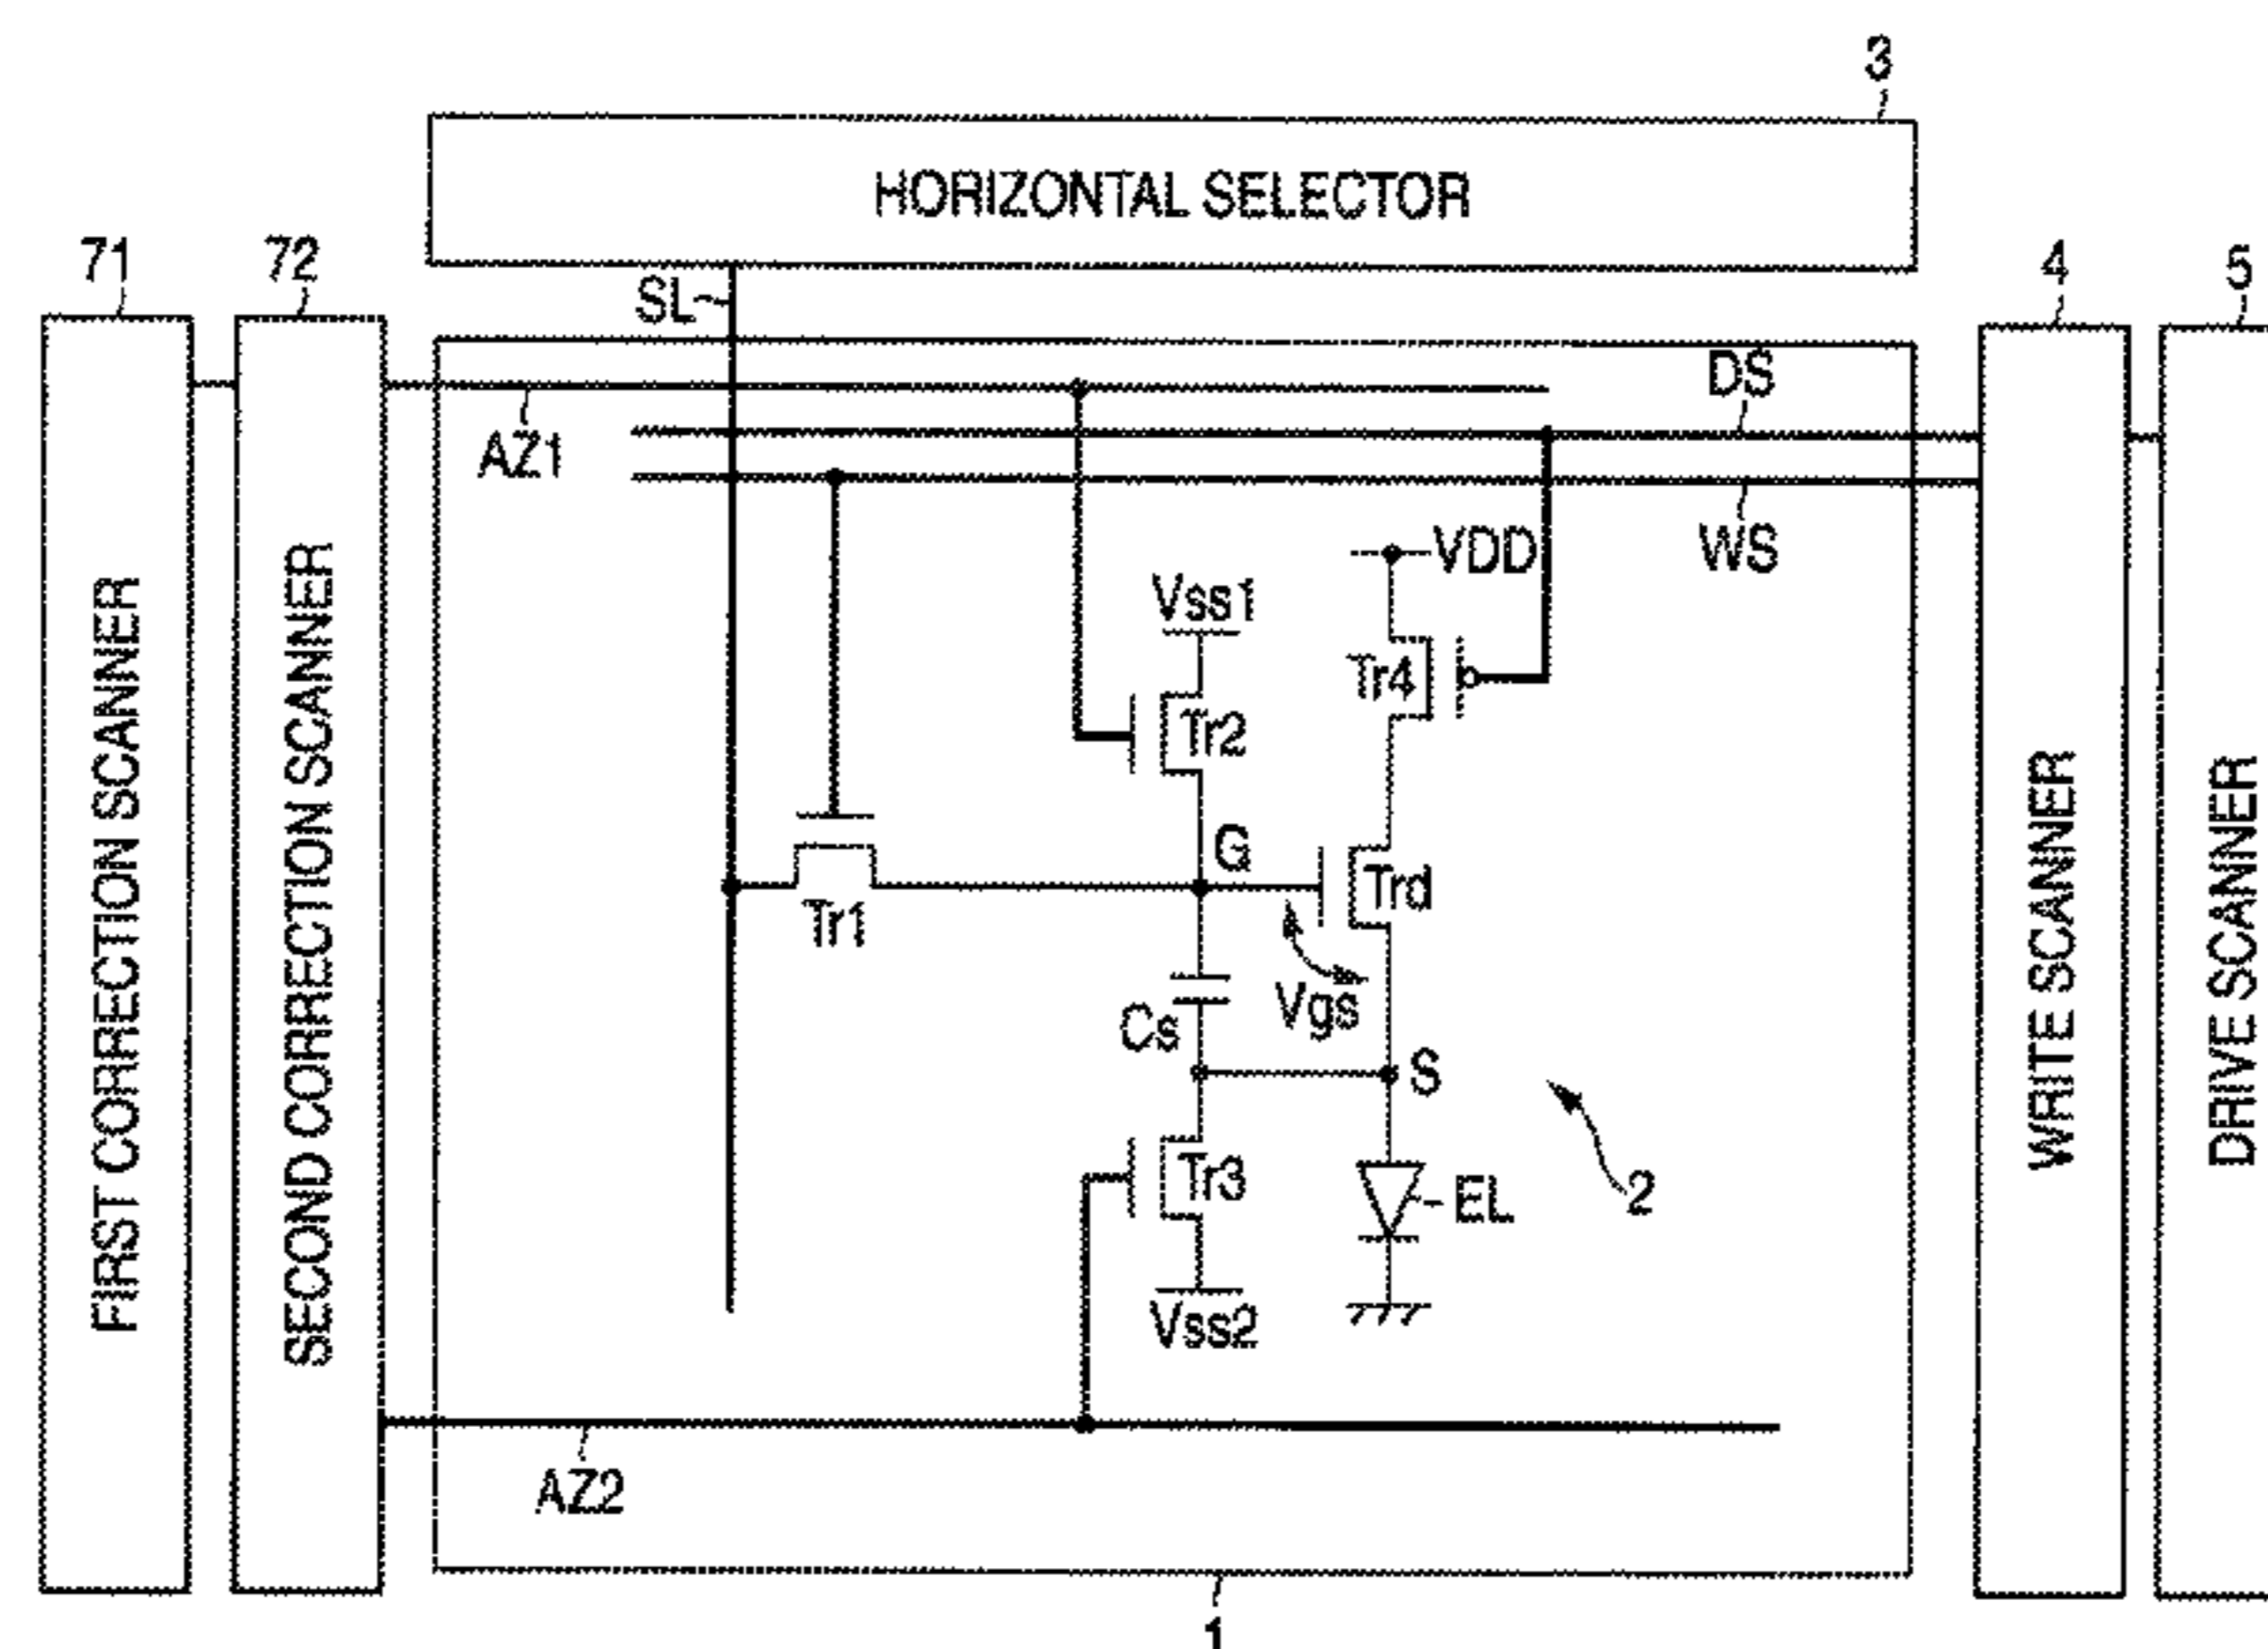 3
HORIZONTAL SELECTOR
71
72
SL
4
5
DS
AZ1
WS
VDD
Vss1
Tr4
Tr2
G
Trd
Tr1
Vgs
Cs
S
Tr3
EL
2
Vss2
AZ2
1
FIRST CORRECTION SCANNER
SECOND CORRECTION SCANNER
WRITE SCANNER
DRIVE SCANNER